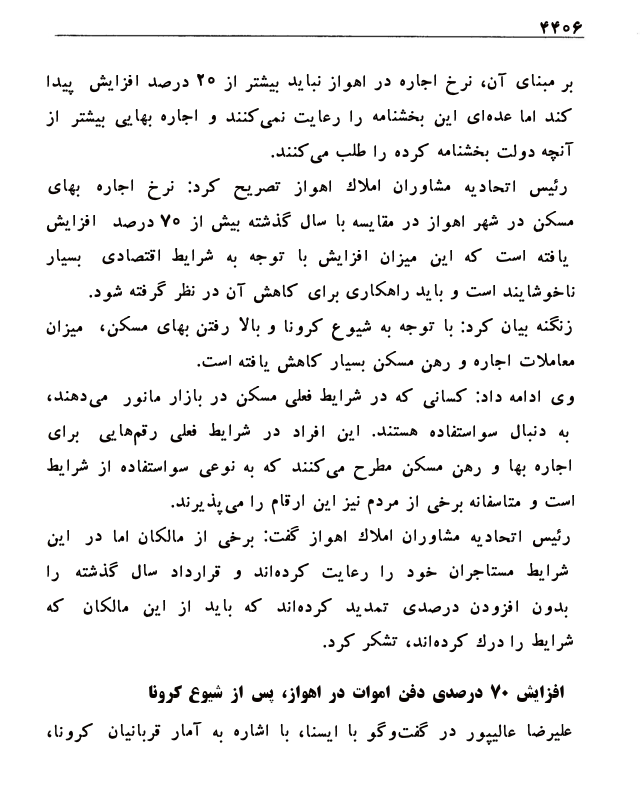 ۴۴۰۶
بر مبنای آن، نرخ اجاره در اهواز نباید بیشتر از ۲۰ درصد افزایش پیدا
کند اما عده‌ای این بخشنامه را رعایت نمی‌کنند و اجاره بهایی بیشتر از
آنچه دولت بخشنامه کرده را طلب می‌کنند.
رئیس اتحادیه مشاوران املاک اهواز تصریح کرد: نرخ اجاره بهای
مسکن در شهر اهواز در مقایسه با سال گذشته بیش از ۷۰ درصد افزایش
یافته است که این میزان افزایش با توجه به شرایط اقتصادی بسیار
ناخوشایند است و باید راهکاری برای کاهش آن در نظر گرفته شود.
زنگنه بیان کرد: با توجه به شیوع کرونا و بالا رفتن بهای مسکن، میزان
معاملات اجاره و رهن مسکن بسیار کاهش یافته است.
وی ادامه داد: کسانی که در شرایط فعلی مسکن در بازار مانور می‌دهند،
به دنبال سواستفاده هستند. این افراد در شرایط فعلی رقم‌هایی برای
اجاره بها و رهن مسکن مطرح می‌کنند که به نوعی سواستفاده از شرایط
است و متاسفانه برخی از مردم نیز این ارقام را می‌پذیرند.
رئیس اتحادیه مشاوران املاک اهواز گفت: برخی از مالکان اما در این
شرایط مستاجران خود را رعایت کرده‌اند و قرارداد سال گذشته را
بدون افزودن درصدی تمدید کرده‌اند که باید از این مالکان که
شرایط را درک کرده‌اند، تشکر کرد.
افزایش ۷۰ درصدی دفن اموات در اهواز، پس از شیوع کرونا
علیرضا عالیپور در گفت‌وگو با ایسنا، با اشاره به آمار قربانیان کرونا،